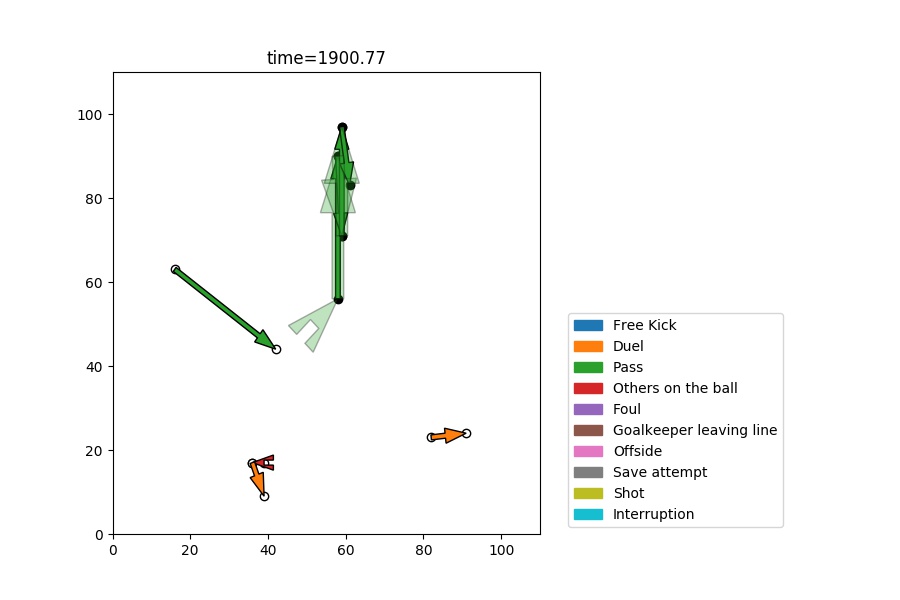 time=1900.77
100
80
60
40
20
0
0 20 40 60 80 100
Free Kick
Duel
Pass
Others on the ball
Foul
Goalkeeper leaving line
Offside
Save attempt
Shot
Interruption